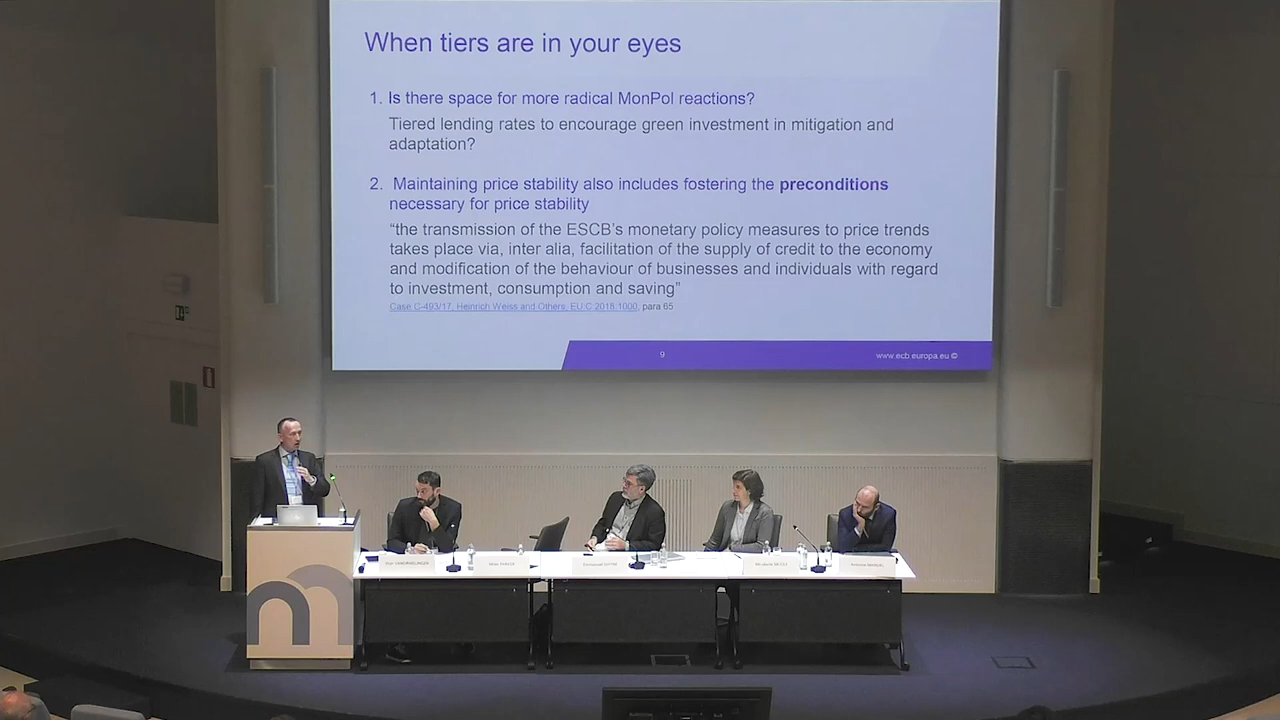 When tiers are in your eyes
1. Is there space for more radical MonPol reactions?
Tiered lending rates to encourage green investment in mitigation and
adaptation?
2. Maintaining price stability also includes fostering the preconditions
necessary for price stability
“the transmission of the ESCB’s monetary policy measures to price trends
takes place via, inter alia, facilitation of the supply of credit to the economy
and modification of the behaviour of businesses and individuals with regard
to investment, consumption and saving”
Case C-493/17, Heinrich Weiss and Others, EU:C:2018:1000, para 65
9
www.ecb.europa.eu ©